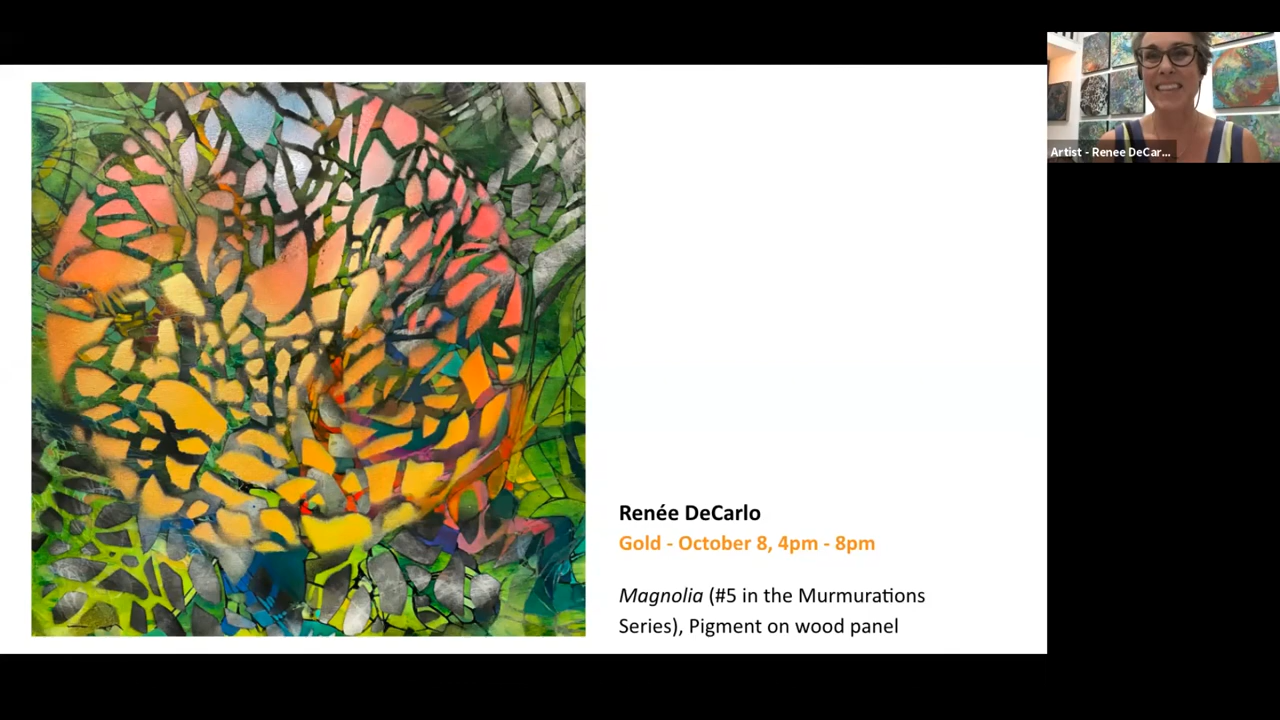 Artist - Renee DeCar...
Renée DeCarlo
Gold - October 8, 4pm - 8pm
Magnolia (#5 in the Murmurations
Series), Pigment on wood panel